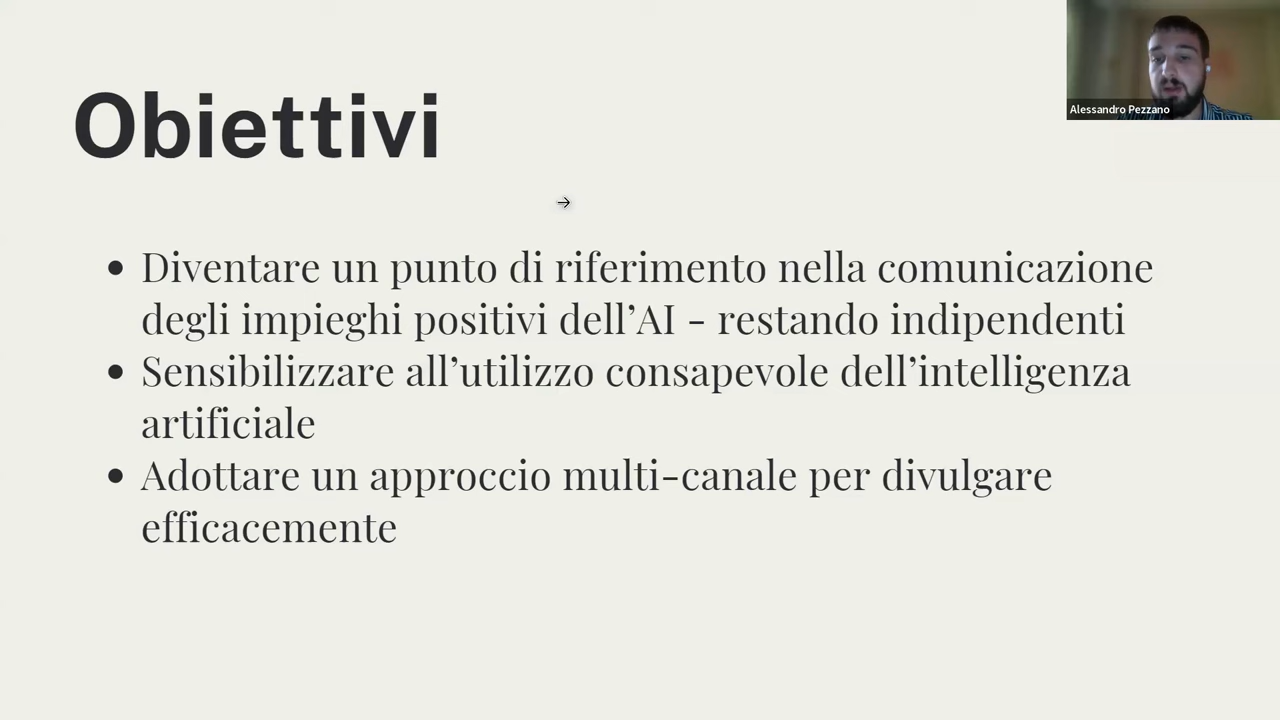 Obiettivi
Alessandro Pezzano
• Diventare un punto di riferimento nella comunicazione
degli impieghi positivi dell’AI - restando indipendenti
• Sensibilizzare all’utilizzo consapevole dell’intelligenza
artificiale
• Adottare un approccio multi-canale per divulgare
efficacemente